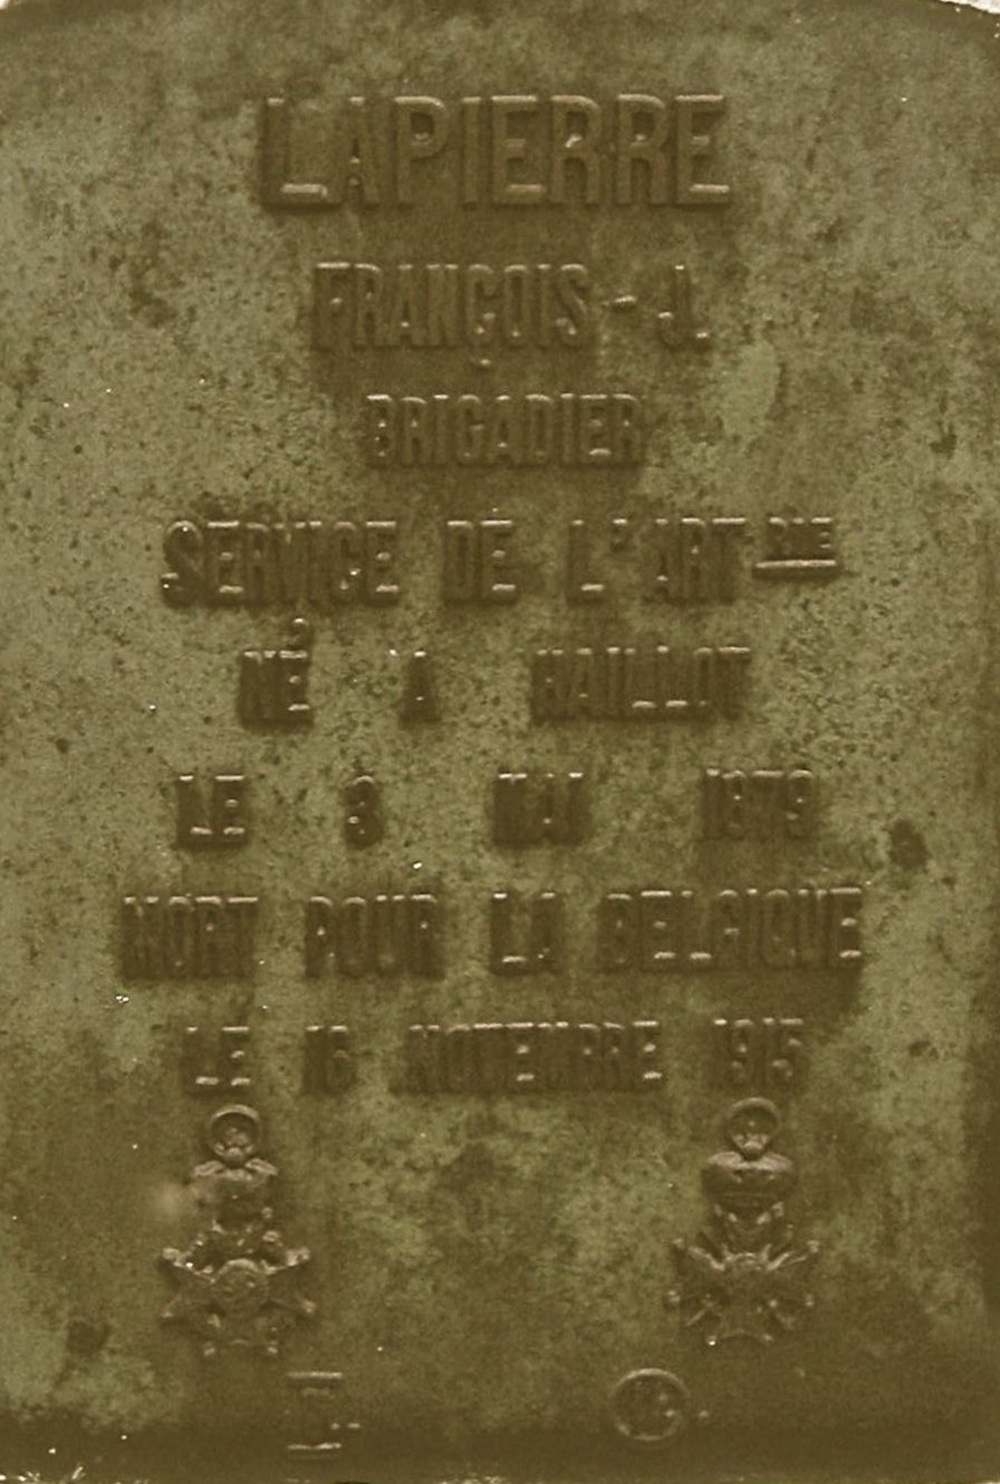 LAPIERRE
FRANÇOIS - J.
BRIGADIER
SERVICE DE L'ART RIE
NÉ A HAILLOT
LE 3 MAI 1879
MORT POUR LA BELGIQUE
LE 16 NOVEMBRE 1915